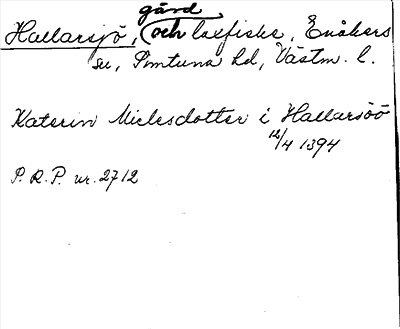 gård
Hallarsjö, och laxfiske, Enåkers
sn, Simtuna hd, Västm. l.
Katerin Mielesdotter i Hallarsöö
12/4 1394
P. R. P. nr. 2712